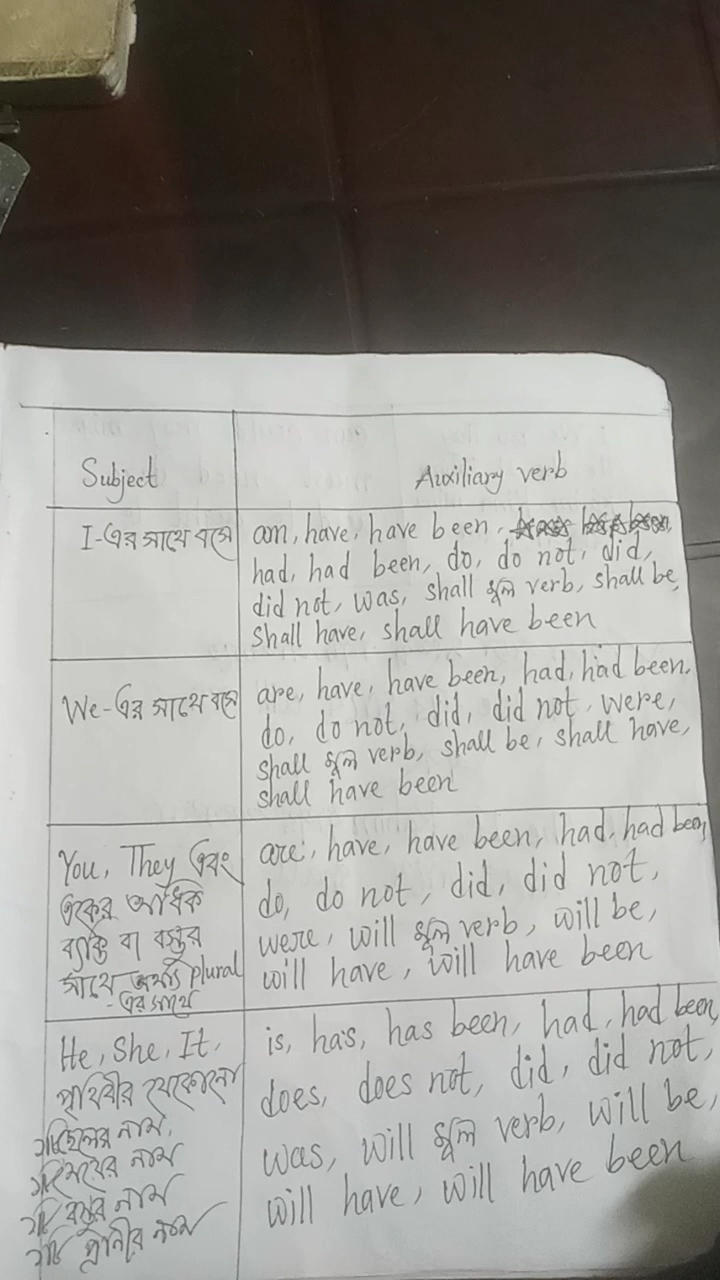 Subject
Auxiliary verb
I-এর সাথে বসে
am, have, have been,
had, had been, do, do not, did,
did not, was, shall মূল verb, shall be,
shall have, shall have been
We-এর সাথে বসে
are, have, have been, had, had been,
do, do not, did, did not, were,
shall মূল verb, shall be, shall have,
shall have been
You, They এবং
একের অধিক
ব্যক্তি বা বস্তুর
সাথে plural
-এর সাথে
are, have, have been, had, had been,
do, do not, did, did not,
were, will মূল verb, will be,
will have, will have been
He, She, It,
পৃথিবীর যেকোনো
ছেলের নাম,
মেয়ের নাম
বস্তুর নাম
প্রানীর নাম
is, has, has been, had, had been,
does, does not, did, did not,
was, will মূল verb, will be,
will have, will have been